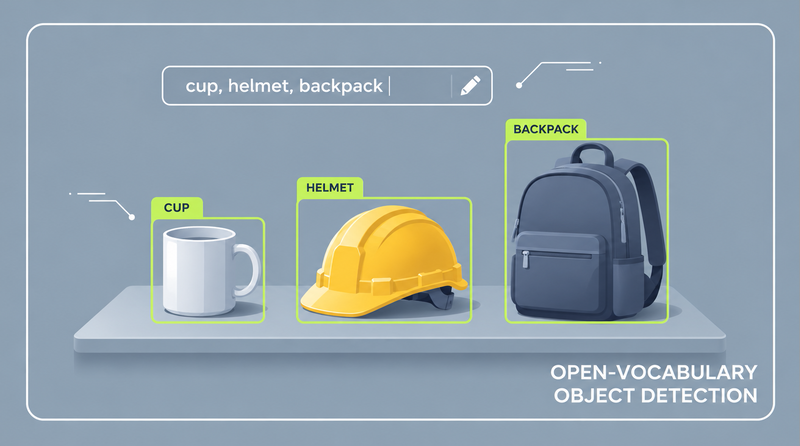 cup, helmet, backpack
BACKPACK
HELMET
CUP
OPEN-VOCABULARY
OBJECT DETECTION